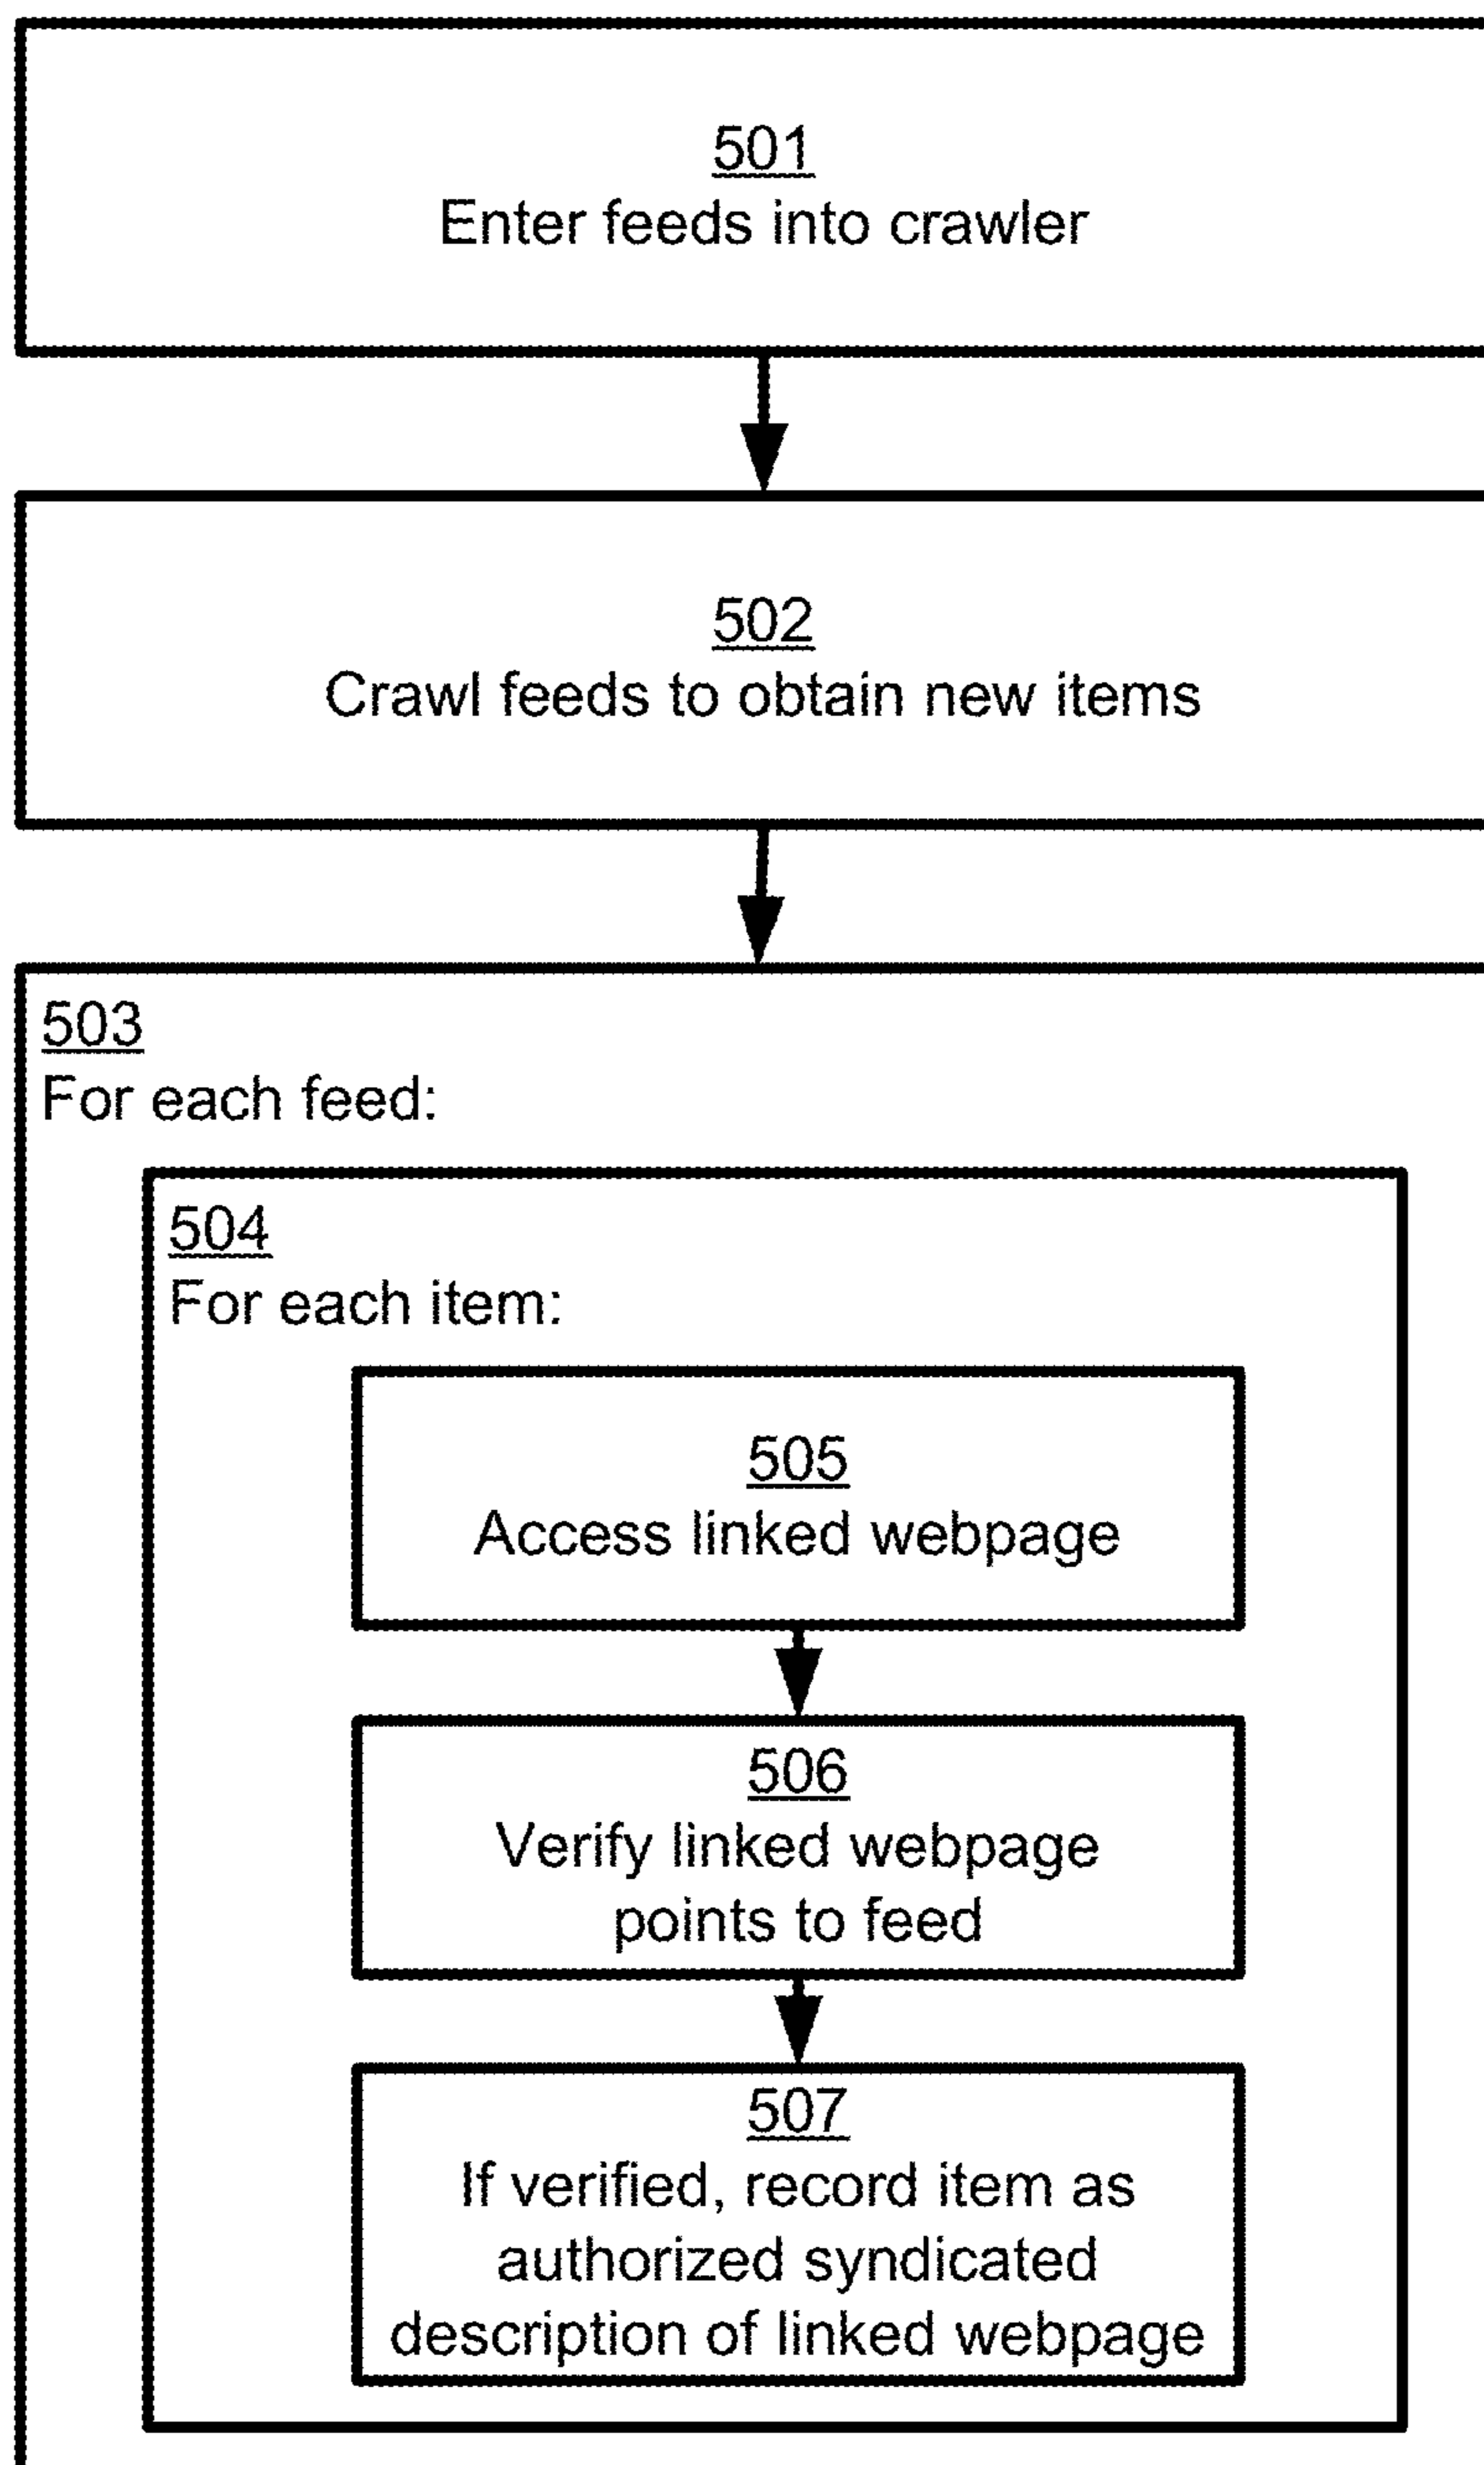 501
Enter feeds into crawler
502
Crawl feeds to obtain new items
503
For each feed:
504
For each item:
505
Access linked webpage
506
Verify linked webpage
points to feed
507
If verified, record item as
authorized syndicated
description of linked webpage